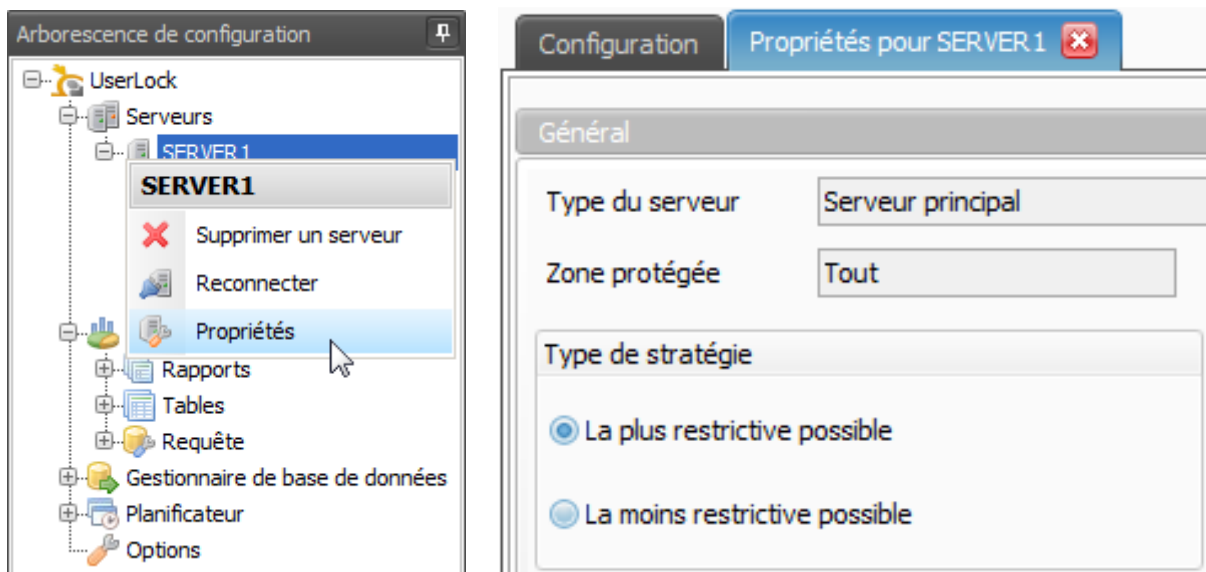 Arborescence de configuration
UserLock
Serveurs
SERVER1
SERVER1
Supprimer un serveur
Reconnecter
Propriétés
Rapports
Tables
Requête
Gestionnaire de base de données
Planificateur
Options
Configuration
Propriétés pour SERVER1
Général
Type du serveur
Serveur principal
Zone protégée
Tout
Type de stratégie
La plus restrictive possible
La moins restrictive possible